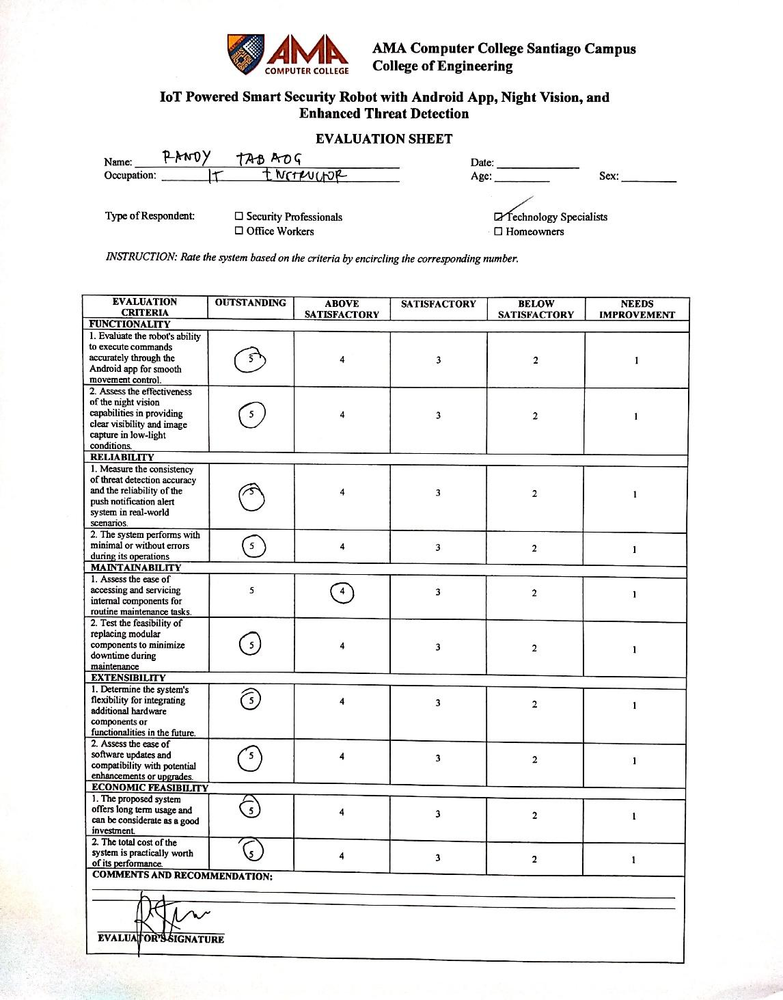 AMA
COMPUTER COLLEGE
AMA Computer College Santiago Campus
College of Engineering
IoT Powered Smart Security Robot with Android App, Night Vision, and
Enhanced Threat Detection
EVALUATION SHEET
Name: RANDY TABAOG Date:
Occupation: IT INSTRUCTOR Age: Sex:
Type of Respondent: ☐ Security Professionals ☑ Technology Specialists
☐ Office Workers ☐ Homeowners
INSTRUCTION: Rate the system based on the criteria by encircling the corresponding number.
EVALUATION CRITERIA OUTSTANDING ABOVE SATISFACTORY SATISFACTORY BELOW SATISFACTORY NEEDS IMPROVEMENT
FUNCTIONALITY
1. Evaluate the robot's ability
to execute commands
accurately through the
Android app for smooth
movement control.
5 4 3 2 1
2. Assess the effectiveness
of the night vision
capabilities in providing
clear visibility and image
capture in low-light
conditions.
5 4 3 2 1
RELIABILITY
1. Measure the consistency
of threat detection accuracy
and the reliability of the
push notification alert
system in real-world
scenarios.
5 4 3 2 1
2. The system performs with
minimal or without errors
during its operations
5 4 3 2 1
MAINTAINABILITY
1. Assess the ease of
accessing and servicing
internal components for
routine maintenance tasks.
5 4 3 2 1
2. Test the feasibility of
replacing modular
components to minimize
downtime during
maintenance
5 4 3 2 1
EXTENSIBILITY
1. Determine the system's
flexibility for integrating
additional hardware
components or
functionalities in the future.
5 4 3 2 1
2. Assess the ease of
software updates and
compatibility with potential
enhancements or upgrades.
5 4 3 2 1
ECONOMIC FEASIBILITY
1. The proposed system
offers long term usage and
can be considerate as a good
investment.
5 4 3 2 1
2. The total cost of the
system is practically worth
of its performance.
5 4 3 2 1
COMMENTS AND RECOMMENDATION:
EVALUATOR'S SIGNATURE